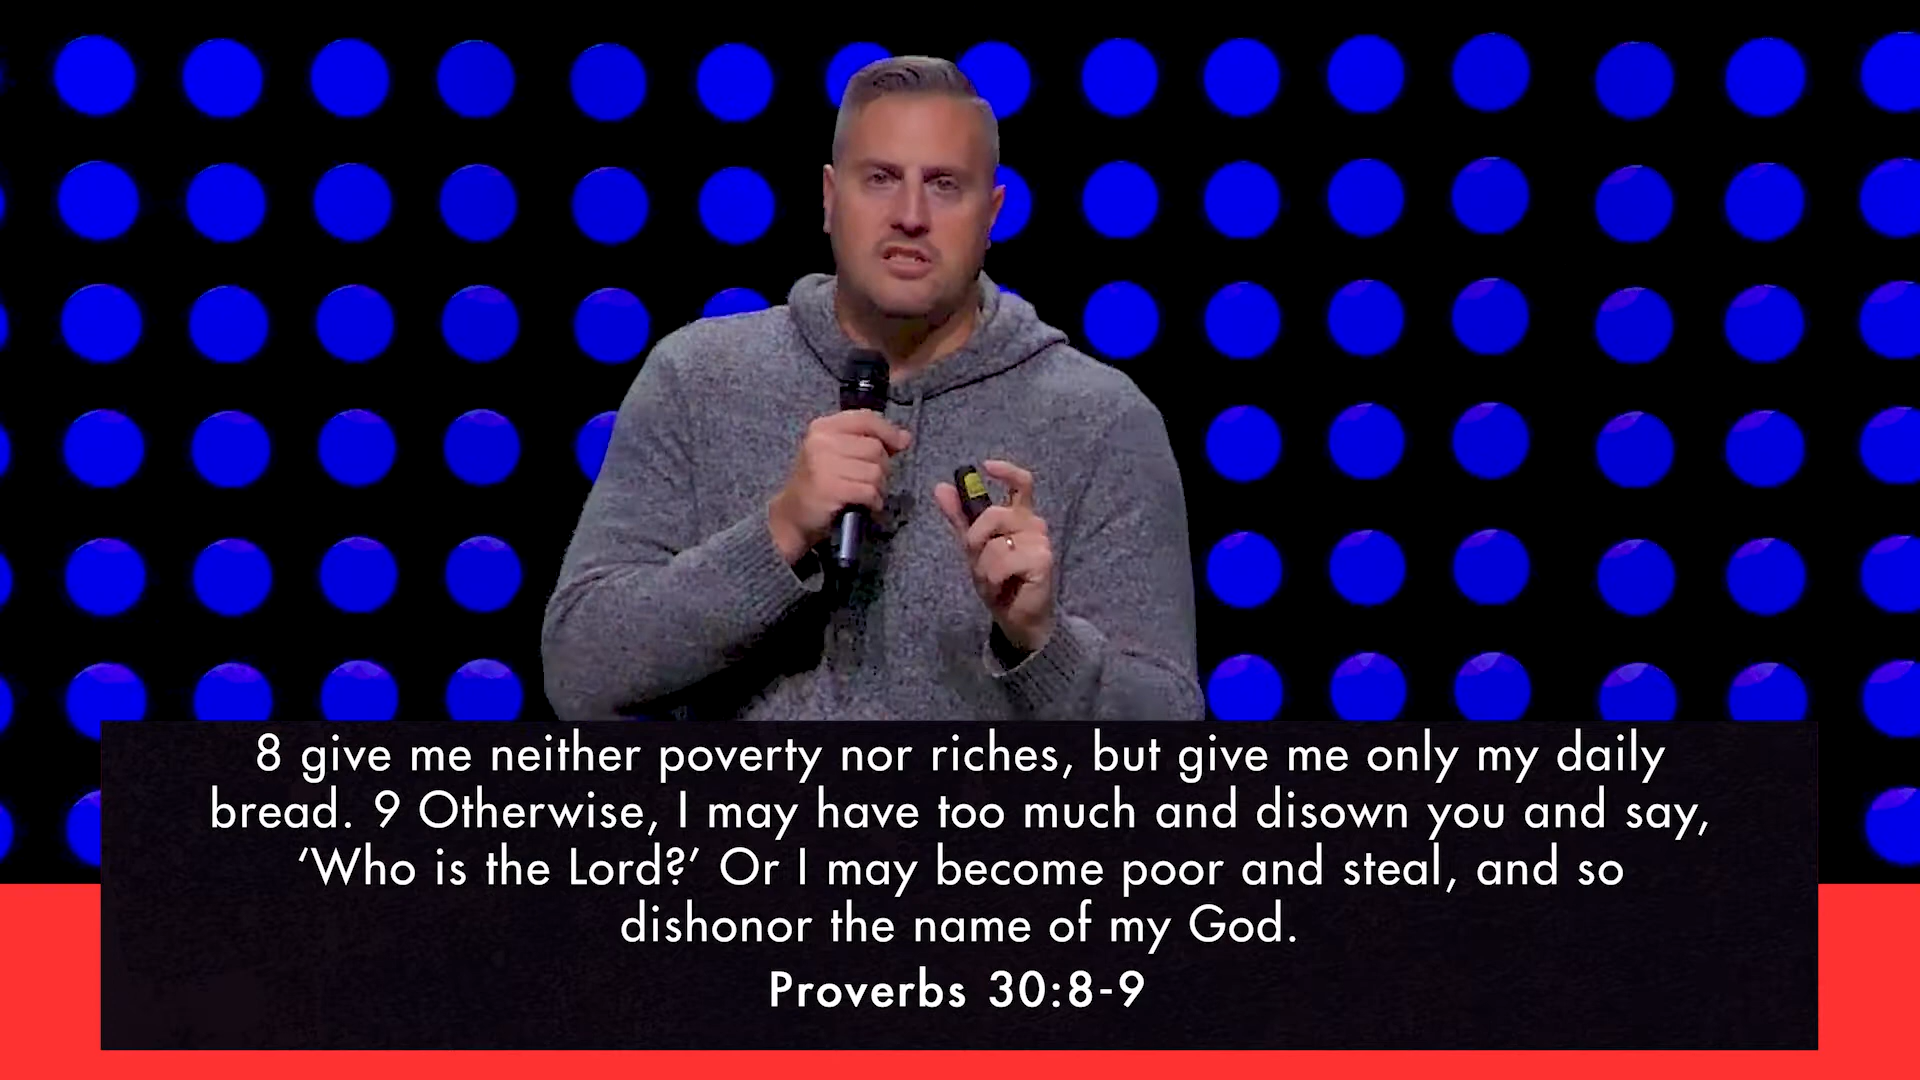 8 give me neither poverty nor riches, but give me only my daily
bread. 9 Otherwise, I may have too much and disown you and say,
‘Who is the Lord?’ Or I may become poor and steal, and so
dishonor the name of my God.
Proverbs 30:8-9